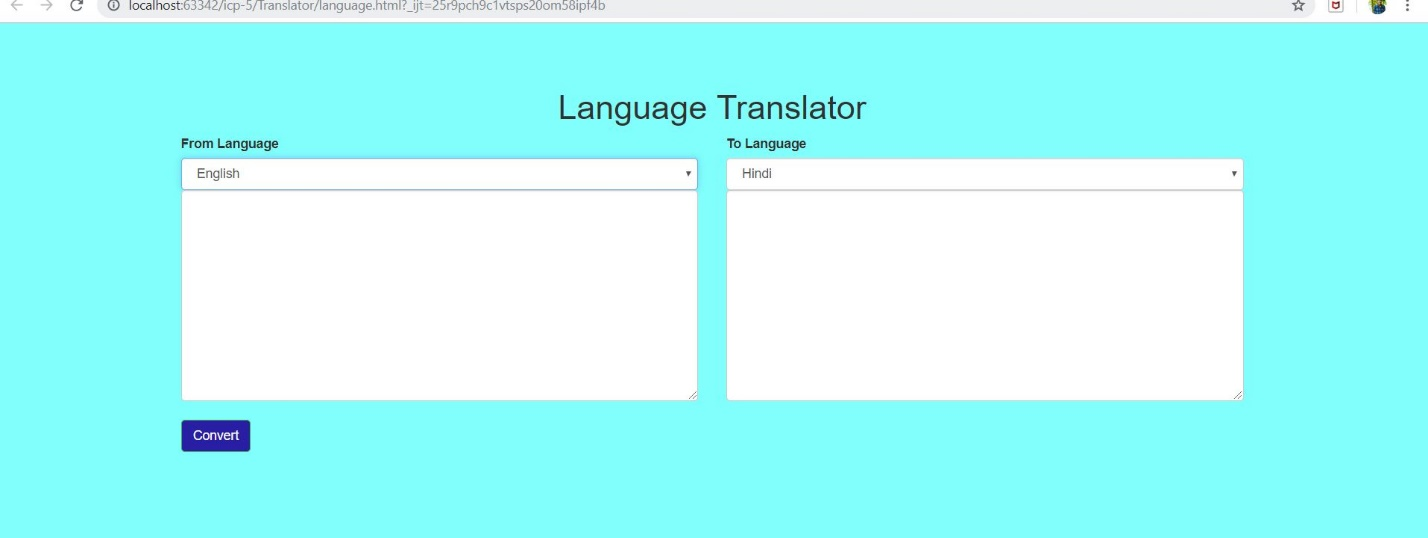 localhost:63342/icp-5/Translator/language.html?_ijt=25r9pch9c1vtsps20om58ipf4b
Language Translator
From Language
To Language
English
Hindi
Convert